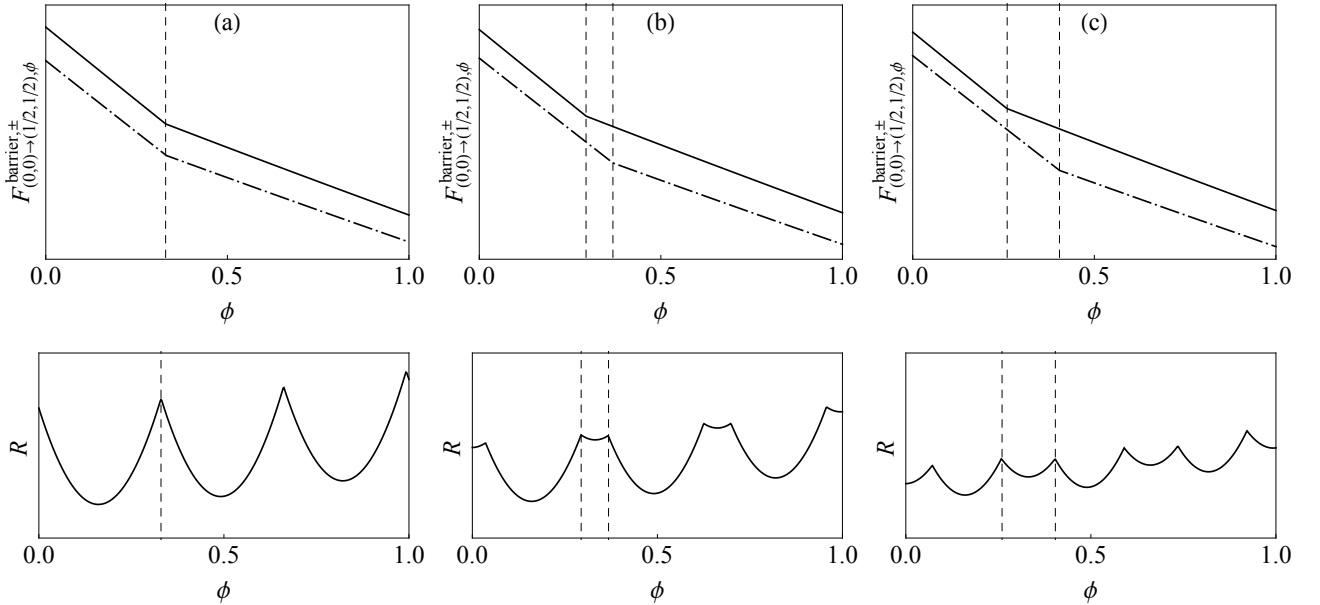 (a) (b) (c)
F^{barrier,±}_{(0,0)→(1/2,1/2),ϕ} F^{barrier,±}_{(0,0)→(1/2,1/2),ϕ} F^{barrier,±}_{(0,0)→(1/2,1/2),ϕ}
0.0 0.5 1.0 0.0 0.5 1.0 0.0 0.5 1.0
ϕ ϕ ϕ
R R R
0.0 0.5 1.0 0.0 0.5 1.0 0.0 0.5 1.0
ϕ ϕ ϕ